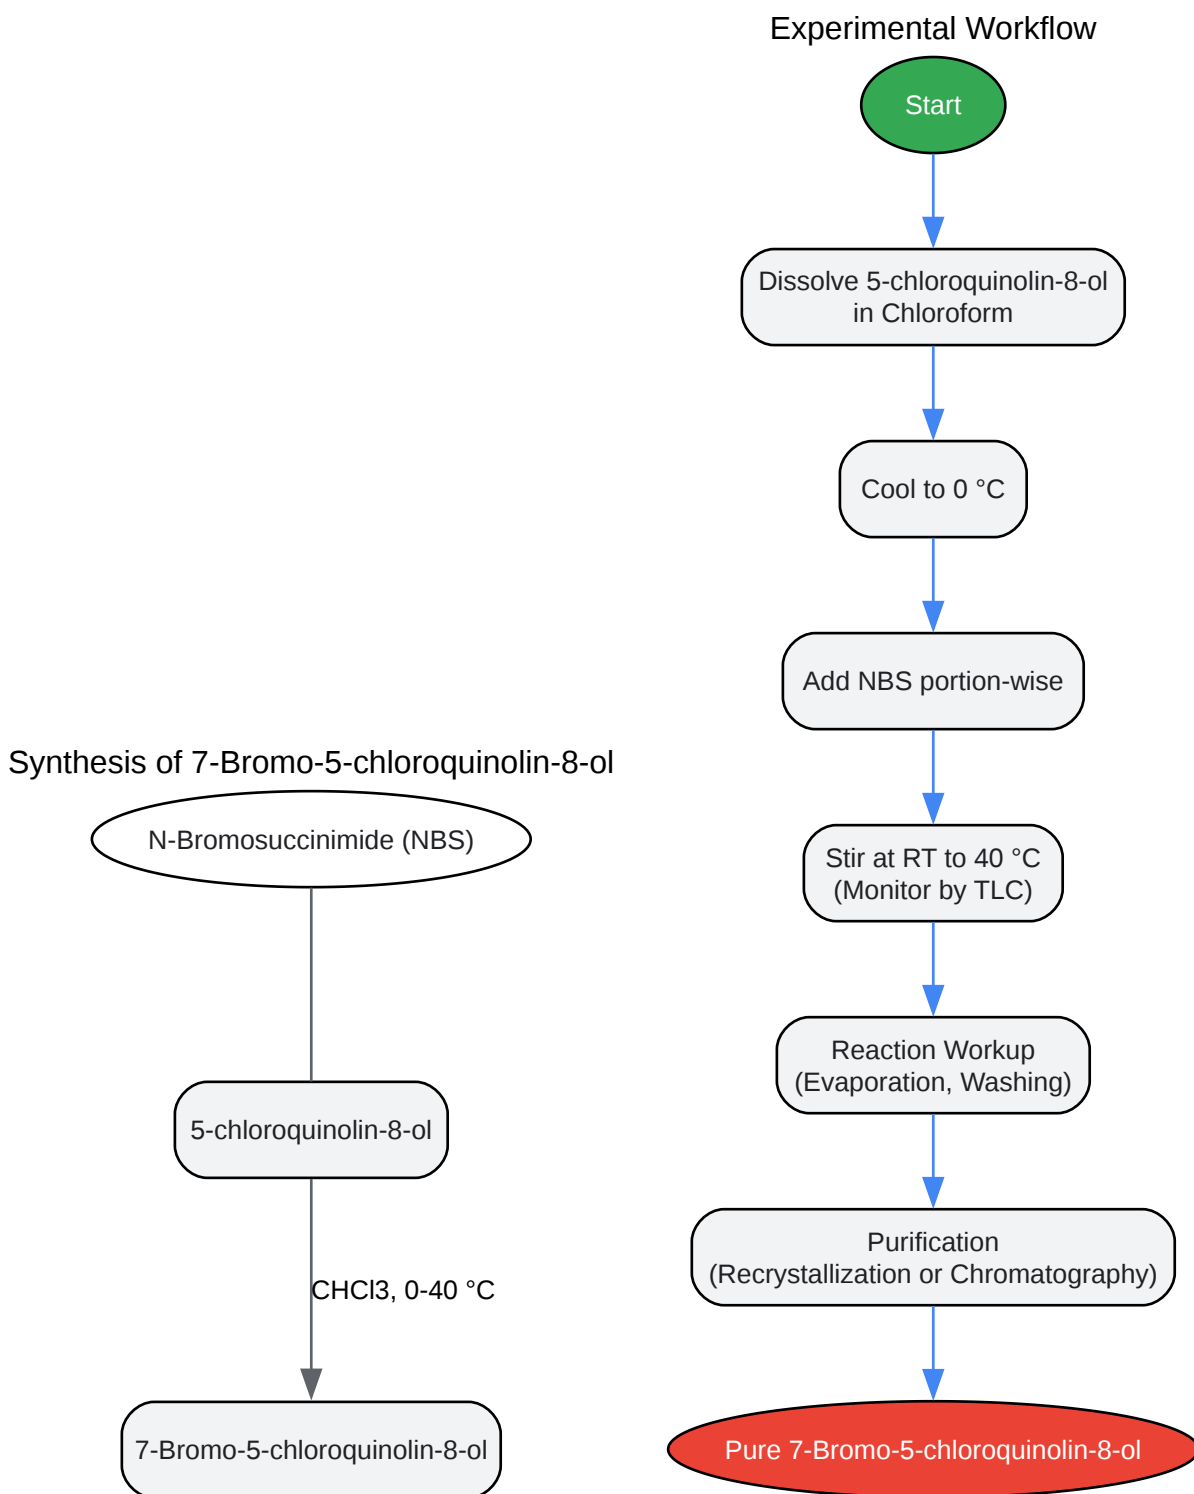 Experimental Workflow
Start
Dissolve 5-chloroquinolin-8-ol
in Chloroform
Cool to 0 °C
Add NBS portion-wise
Stir at RT to 40 °C
(Monitor by TLC)
Reaction Workup
(Evaporation, Washing)
Purification
(Recrystallization or Chromatography)
Pure 7-Bromo-5-chloroquinolin-8-ol
Synthesis of 7-Bromo-5-chloroquinolin-8-ol
N-Bromosuccinimide (NBS)
5-chloroquinolin-8-ol
CHCl3, 0-40 °C
7-Bromo-5-chloroquinolin-8-ol